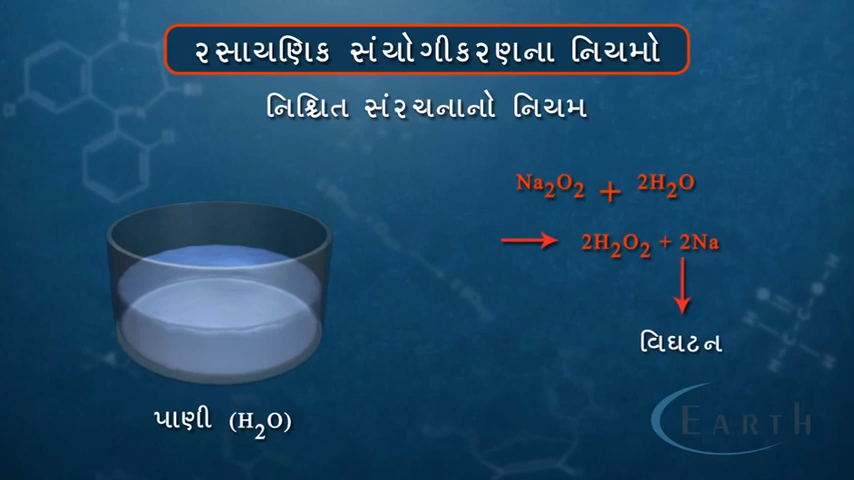 રસાયણિક સંયોગીકરણના નિયમો
નિશ્ચિત સંરચનાનો નિયમ
Na₂O₂ + 2H₂O
→ 2H₂O₂ + 2Na
↓
વિઘટન
પાણી (H₂O)
EARTH